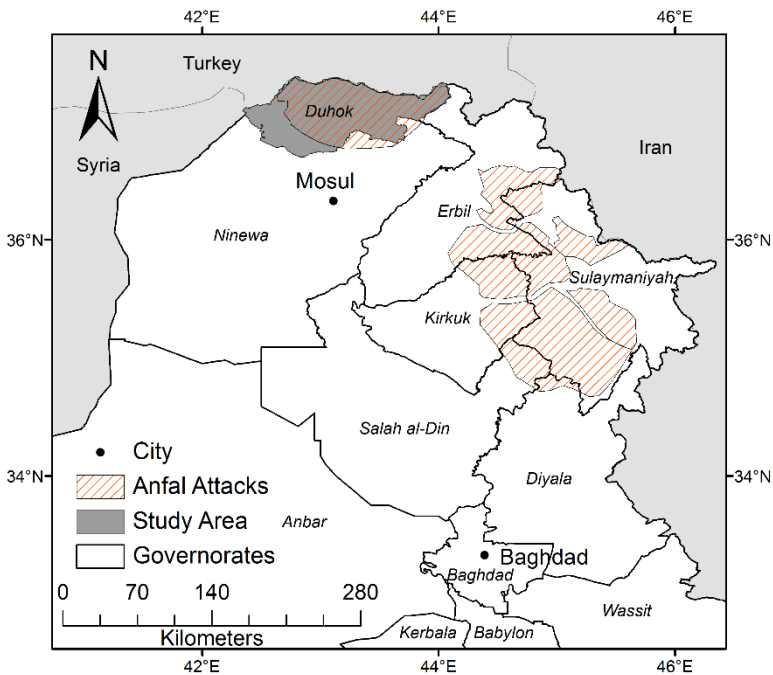 42°E 44°E 46°E
N
Turkey
Duhok
Iran
Syria
Mosul
Erbil
36°N 36°N
Ninewa
Sulaymaniyah
Kirkuk
Salah al-Din
34°N 34°N
Diyala
City
Anfal Attacks
Study Area
Anbar
Governorates
Baghdad
Baghdad
0 70 140 280
Kilometers
Wassit
Kerbala Babylon
42°E 44°E 46°E